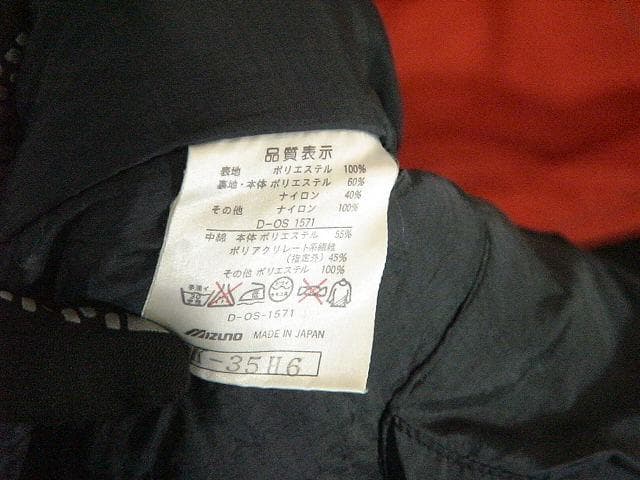 品質表示
表地 ポリエステル 100%
裏地・本体 ポリエステル 60%
ナイロン 40%
その他 ナイロン 100%
D-OS 1571
中綿 本体 ポリエステル 55%
ポリアクリレート系繊維
(指定外) 45%
その他 ポリエステル 100%
D-OS-1571
MIZUNO MADE IN JAPAN
-35H6